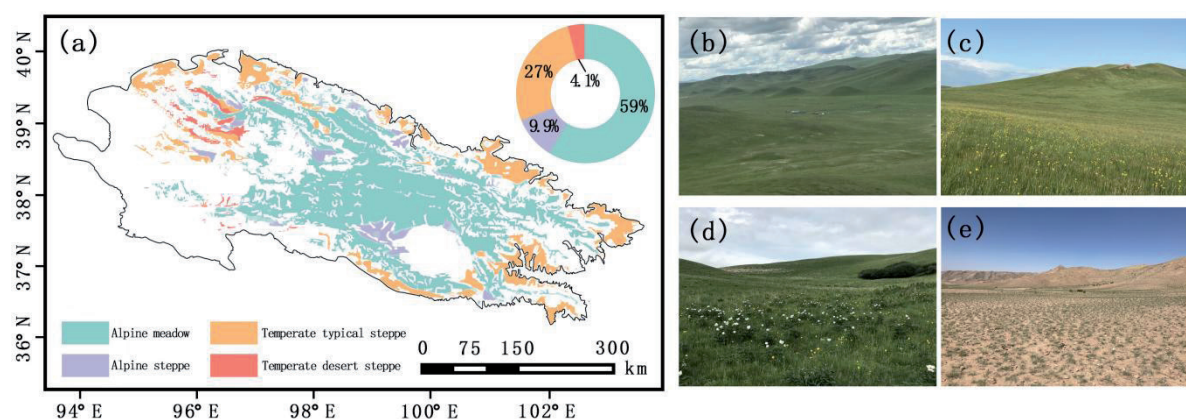 (a)
40° N
39° N
38° N
37° N
36° N
27%
4.1%
59%
9.9%
Alpine meadow
Temperate typical steppe
Alpine steppe
Temperate desert steppe
0 75 150 300
km
94° E 96° E 98° E 100° E 102° E
(b)
(c)
(d)
(e)